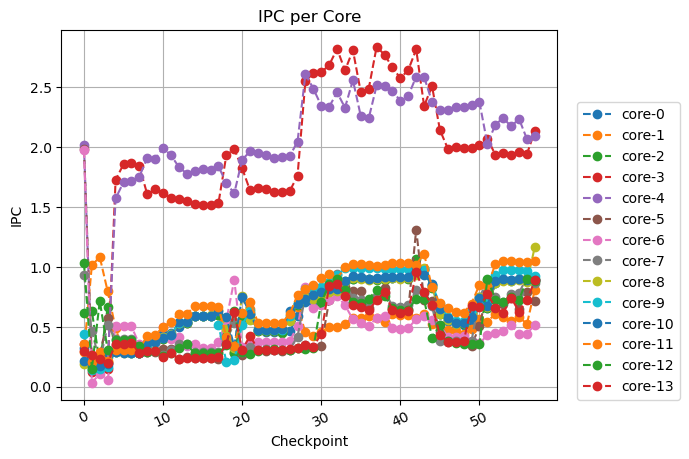 IPC per Core
IPC
2.5
2.0
1.5
1.0
0.5
0.0
0
10
20
30
40
50
Checkpoint
core-0
core-1
core-2
core-3
core-4
core-5
core-6
core-7
core-8
core-9
core-10
core-11
core-12
core-13